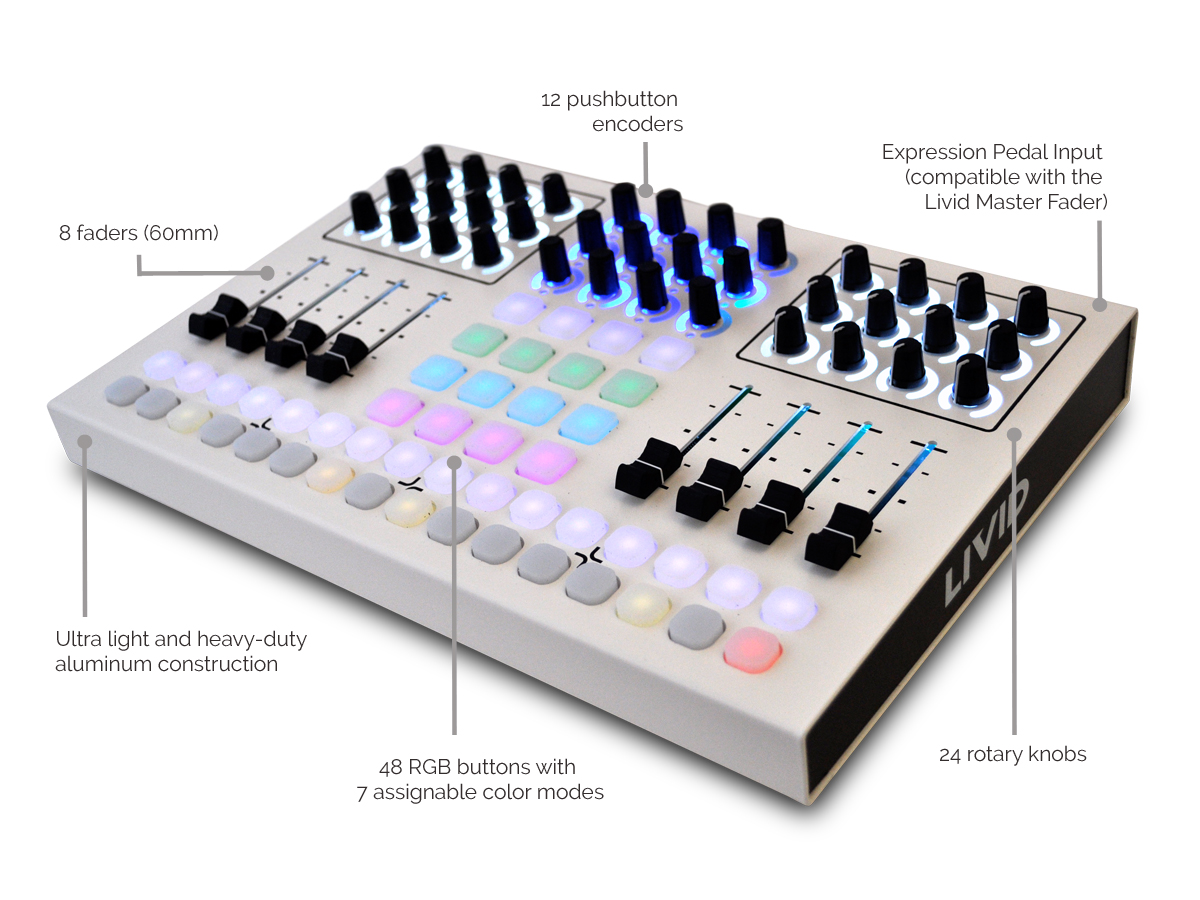 12 pushbutton
encoders
Expression Pedal Input
(compatible with the
Livid Master Fader)
8 faders (60mm)
LIVID
Ultra light and heavy-duty
aluminum construction
24 rotary knobs
48 RGB buttons with
7 assignable color modes